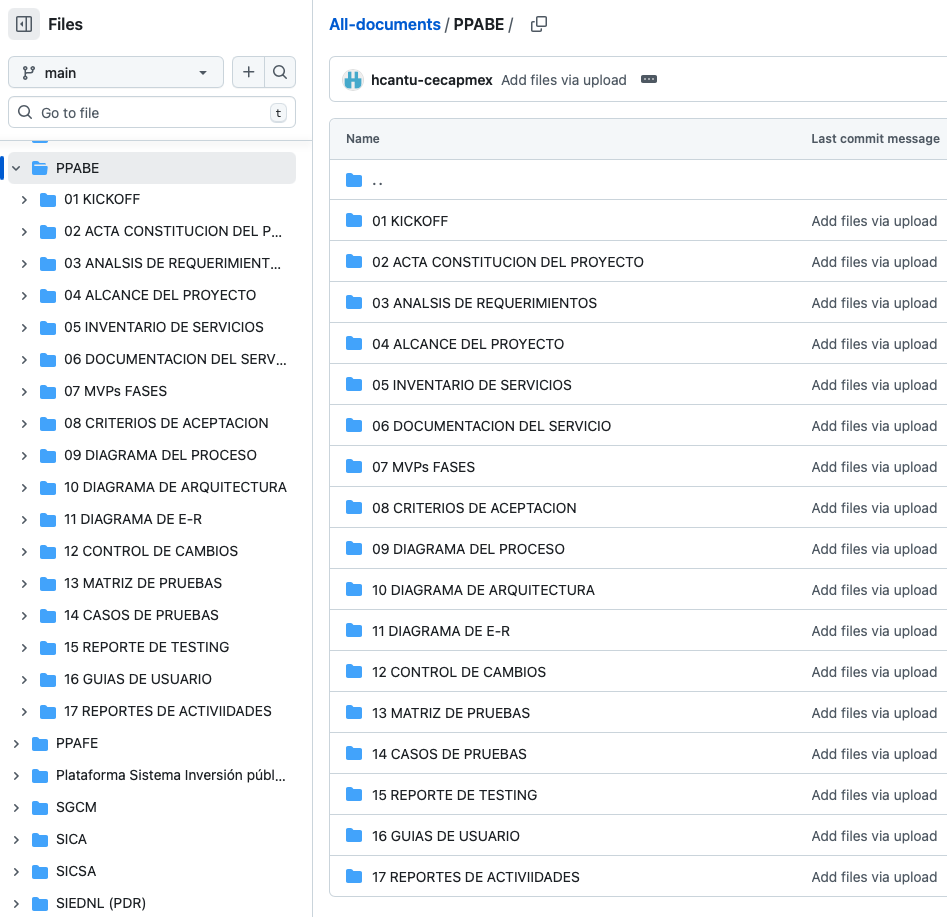 Files
main
Go to file
t
PPABE
01 KICKOFF
02 ACTA CONSTITUCION DEL P...
03 ANALSIS DE REQUERIMIENT...
04 ALCANCE DEL PROYECTO
05 INVENTARIO DE SERVICIOS
06 DOCUMENTACION DEL SERV...
07 MVPs FASES
08 CRITERIOS DE ACEPTACION
09 DIAGRAMA DEL PROCESO
10 DIAGRAMA DE ARQUITECTURA
11 DIAGRAMA DE E-R
12 CONTROL DE CAMBIOS
13 MATRIZ DE PRUEBAS
14 CASOS DE PRUEBAS
15 REPORTE DE TESTING
16 GUIAS DE USUARIO
17 REPORTES DE ACTIVIIDADES
PPAFE
Plataforma Sistema Inversión públ...
SGCM
SICA
SICSA
SIEDNL (PDR)
All-documents / PPABE /
hcantu-cecapmex Add files via upload
Name Last commit message
..
01 KICKOFF Add files via upload
02 ACTA CONSTITUCION DEL PROYECTO Add files via upload
03 ANALSIS DE REQUERIMIENTOS Add files via upload
04 ALCANCE DEL PROYECTO Add files via upload
05 INVENTARIO DE SERVICIOS Add files via upload
06 DOCUMENTACION DEL SERVICIO Add files via upload
07 MVPs FASES Add files via upload
08 CRITERIOS DE ACEPTACION Add files via upload
09 DIAGRAMA DEL PROCESO Add files via upload
10 DIAGRAMA DE ARQUITECTURA Add files via upload
11 DIAGRAMA DE E-R Add files via upload
12 CONTROL DE CAMBIOS Add files via upload
13 MATRIZ DE PRUEBAS Add files via upload
14 CASOS DE PRUEBAS Add files via upload
15 REPORTE DE TESTING Add files via upload
16 GUIAS DE USUARIO Add files via upload
17 REPORTES DE ACTIVIIDADES Add files via upload